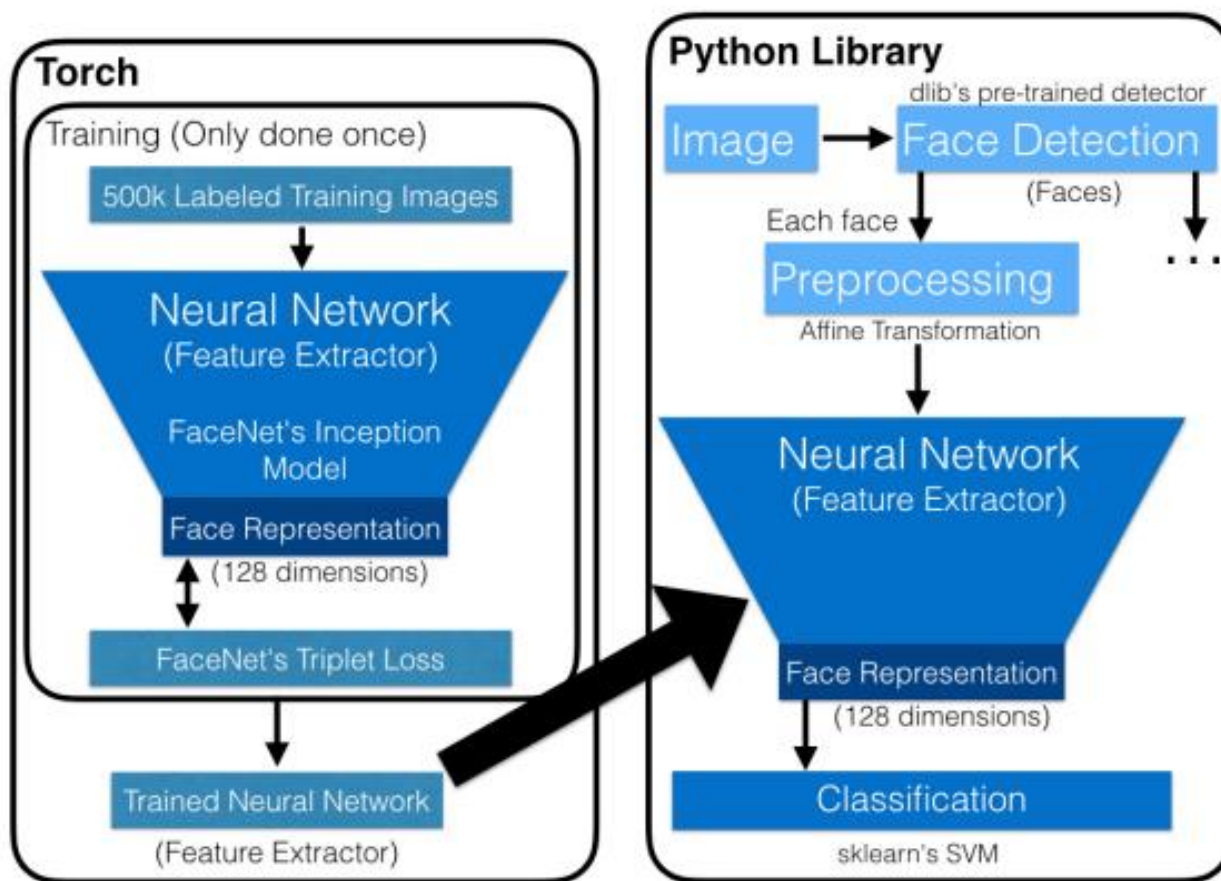 Torch
Training (Only done once)
500k Labeled Training Images
Neural Network
(Feature Extractor)
FaceNet's Inception
Model
Face Representation
(128 dimensions)
FaceNet's Triplet Loss
Trained Neural Network
(Feature Extractor)
Python Library
dlib's pre-trained detector
Image
Face Detection
(Faces)
Each face
...
Preprocessing
Affine Transformation
Neural Network
(Feature Extractor)
Face Representation
(128 dimensions)
Classification
sklearn's SVM